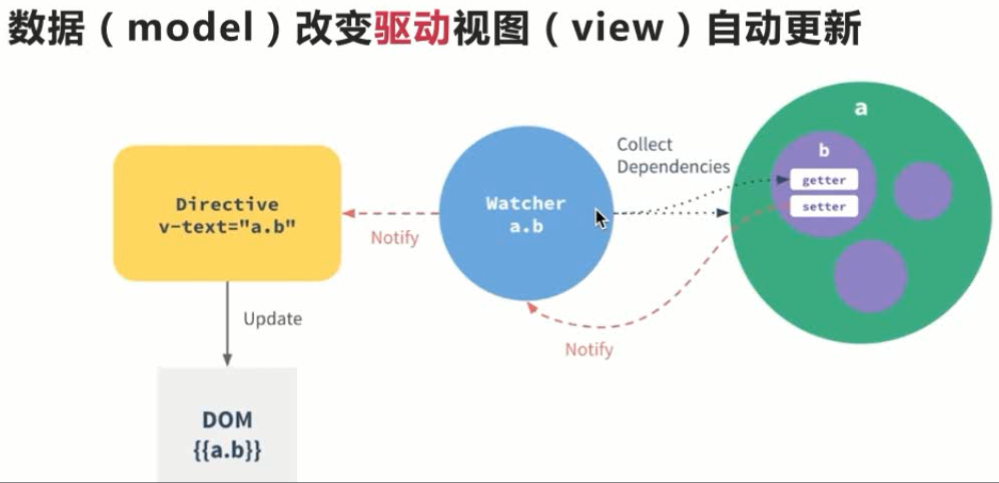 数据（model）改变驱动视图（view）自动更新
Directive
v-text="a.b"
Notify
Update
DOM
{{a.b}}
Watcher
a.b
Collect
Dependencies
Notify
a
b
getter
setter